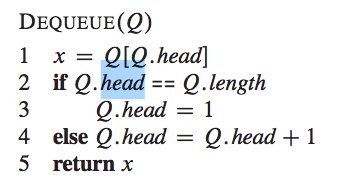 DEQUEUE(Q)
1 x = Q[Q.head]
2 if Q.head == Q.length
3 Q.head = 1
4 else Q.head = Q.head + 1
5 return x